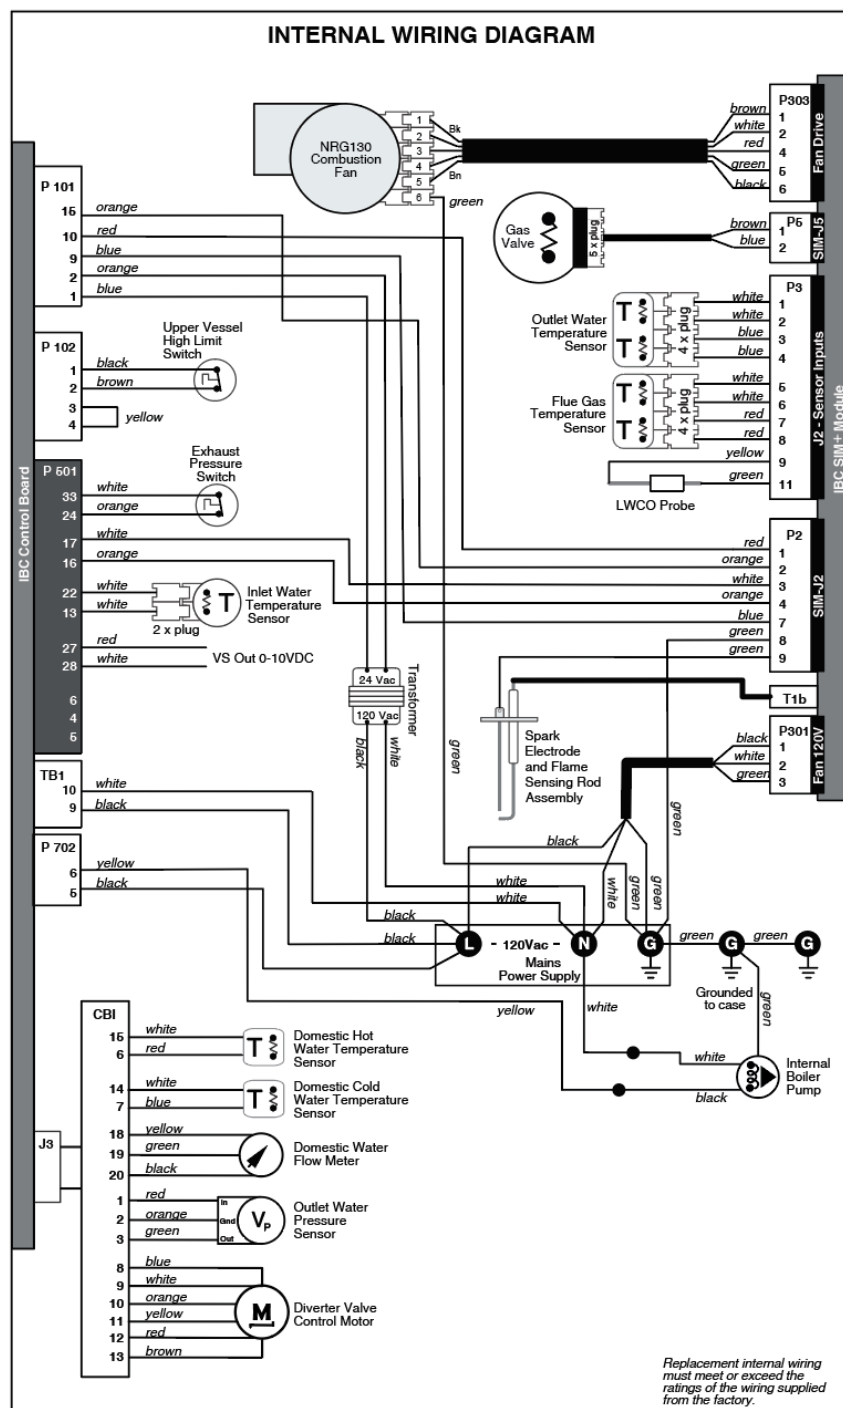 INTERNAL WIRING DIAGRAM
IBC Control Board
P 101
15 orange
10 red
9 blue
2 orange
1 blue
P 102
1 black
2 brown
3
4
yellow
Upper Vessel
High Limit
Switch
P 501
33 white
24 orange
17 white
16 orange
22 white
13 white
27 red
28 white
6
4
5
Exhaust
Pressure
Switch
2 x plug
T
Inlet Water
Temperature
Sensor
VS Out 0-10VDC
TB1
10 white
9 black
P 702
6 yellow
5 black
NRG130
Combustion
Fan
1
2
3
4
5
6
Bk
Bn
green
Gas
Valve
5 x plug
Outlet Water
Temperature
Sensor
T
T
4 x plug
Flue Gas
Temperature
Sensor
T
T
4 x plug
LWCO Probe
IBC SIM+ Module
P303
Fan Drive
brown 1
white 2
red 4
green 5
black 6
P5
SIM-J5
brown 1
blue 2
P3
J2 - Sensor Inputs
white 1
white 2
blue 3
blue 4
white 5
white 6
red 7
red 8
yellow 9
green 11
P2
SIM-J2
red 1
orange 2
white 3
orange 4
blue 7
green 8
green 9
T1b
P301
Fan 120V
black 1
white 2
green 3
24 Vac
120 Vac
Transformer
black
white
green
Spark
Electrode
and Flame
Sensing Rod
Assembly
green
black
white
green
green
white
white
black
black
L
- 120Vac -
N
G
green
G
green
G
Mains
Power Supply
Grounded
to case
green
yellow
white
white
black
Internal
Boiler
Pump
J3
CBI
15 white
6 red
T
Domestic Hot
Water Temperature
Sensor
14 white
7 blue
T
Domestic Cold
Water Temperature
Sensor
18 yellow
19 green
20 black
Domestic Water
Flow Meter
1 red
2 orange
3 green
In
Gnd
Out
VP
Outlet Water
Pressure
Sensor
8 blue
9 white
10 orange
11 yellow
12 red
13 brown
M
Diverter Valve
Control Motor
Replacement internal wiring
must meet or exceed the
ratings of the wiring supplied
from the factory.